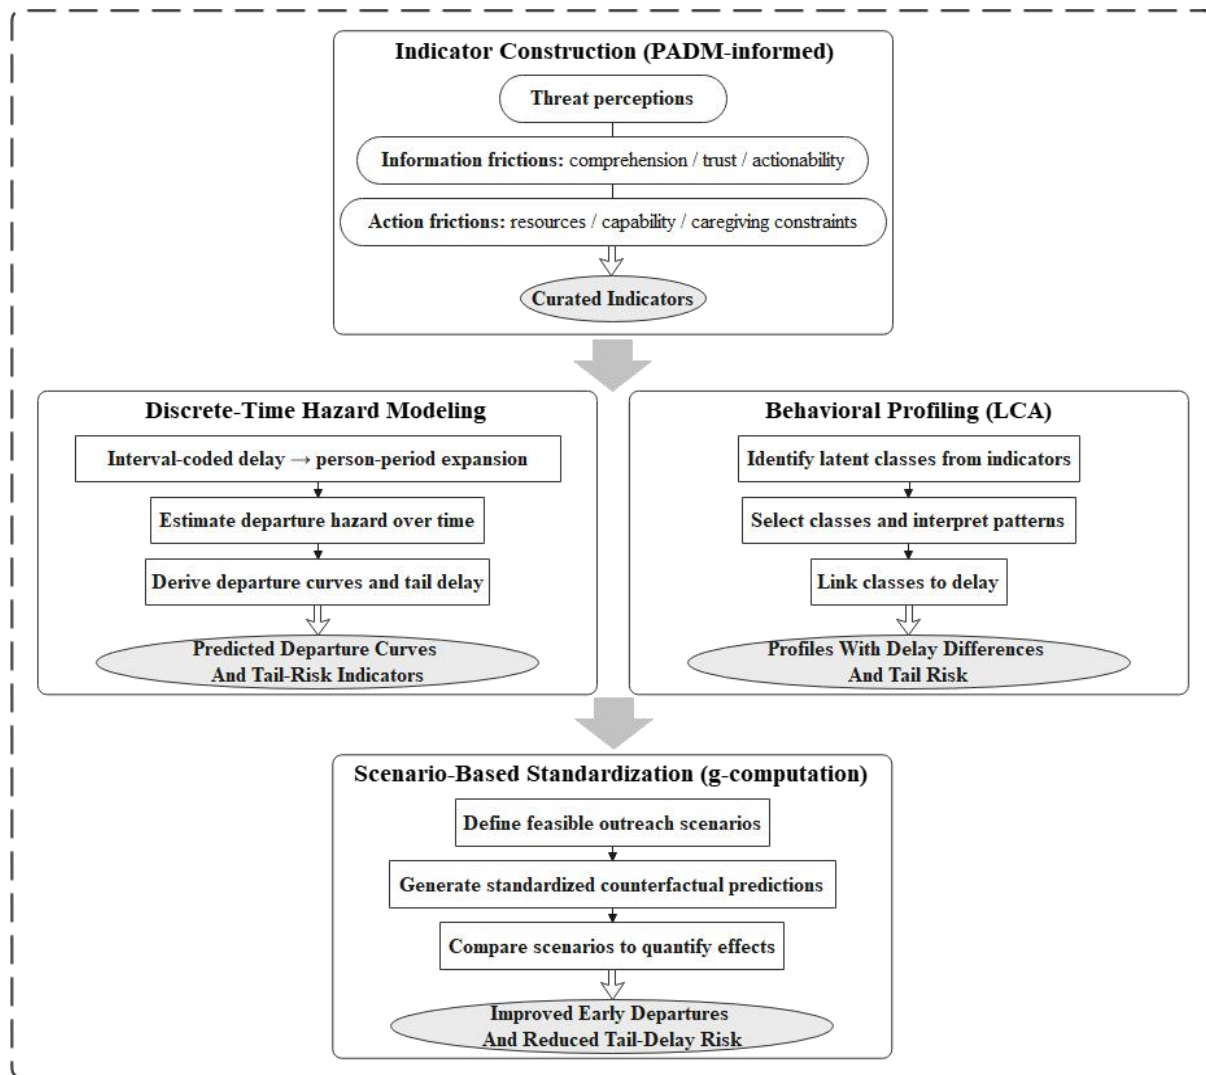 Indicator Construction (PADM-informed)
Threat perceptions
Information frictions: comprehension / trust / actionability
Action frictions: resources / capability / caregiving constraints
Curated Indicators
Discrete-Time Hazard Modeling
Interval-coded delay → person-period expansion
Estimate departure hazard over time
Derive departure curves and tail delay
Predicted Departure Curves
And Tail-Risk Indicators
Behavioral Profiling (LCA)
Identify latent classes from indicators
Select classes and interpret patterns
Link classes to delay
Profiles With Delay Differences
And Tail Risk
Scenario-Based Standardization (g-computation)
Define feasible outreach scenarios
Generate standardized counterfactual predictions
Compare scenarios to quantify effects
Improved Early Departures
And Reduced Tail-Delay Risk